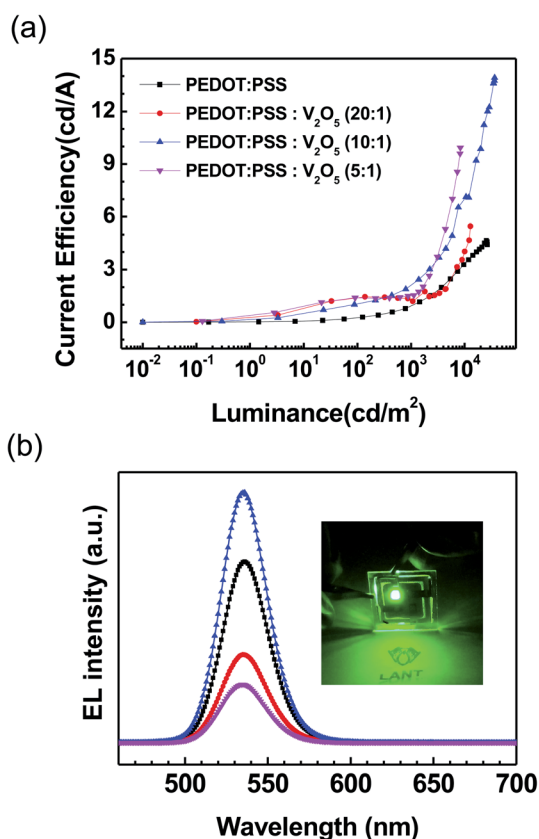 (a)
Current Efficiency(cd/A)
15
12
9
6
3
0
PEDOT:PSS
PEDOT:PSS : V₂O₅ (20:1)
PEDOT:PSS : V₂O₅ (10:1)
PEDOT:PSS : V₂O₅ (5:1)
10⁻² 10⁻¹ 10⁰ 10¹ 10² 10³ 10⁴
Luminance(cd/m²)
(b)
EL intensity (a.u.)
LANT
500 550 600 650 700
Wavelength (nm)